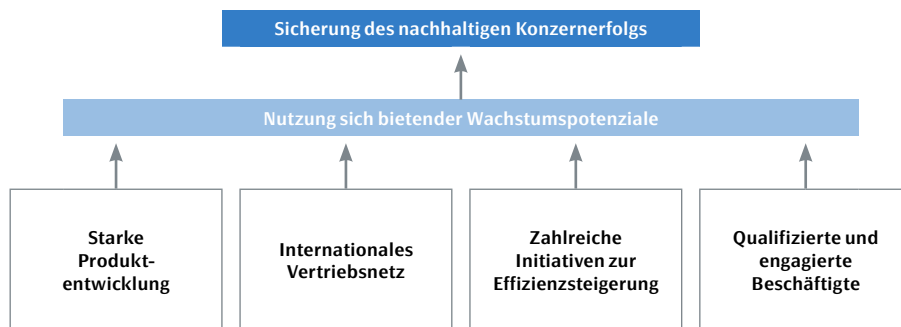 Sicherung des nachhaltigen Konzernerfolgs
Nutzung sich bietender Wachstumspotenziale
Starke
Produkt-
entwicklung
Internationales
Vertriebsnetz
Zahlreiche
Initiativen zur
Effizienzsteigerung
Qualifizierte und
engagierte
Beschäftigte